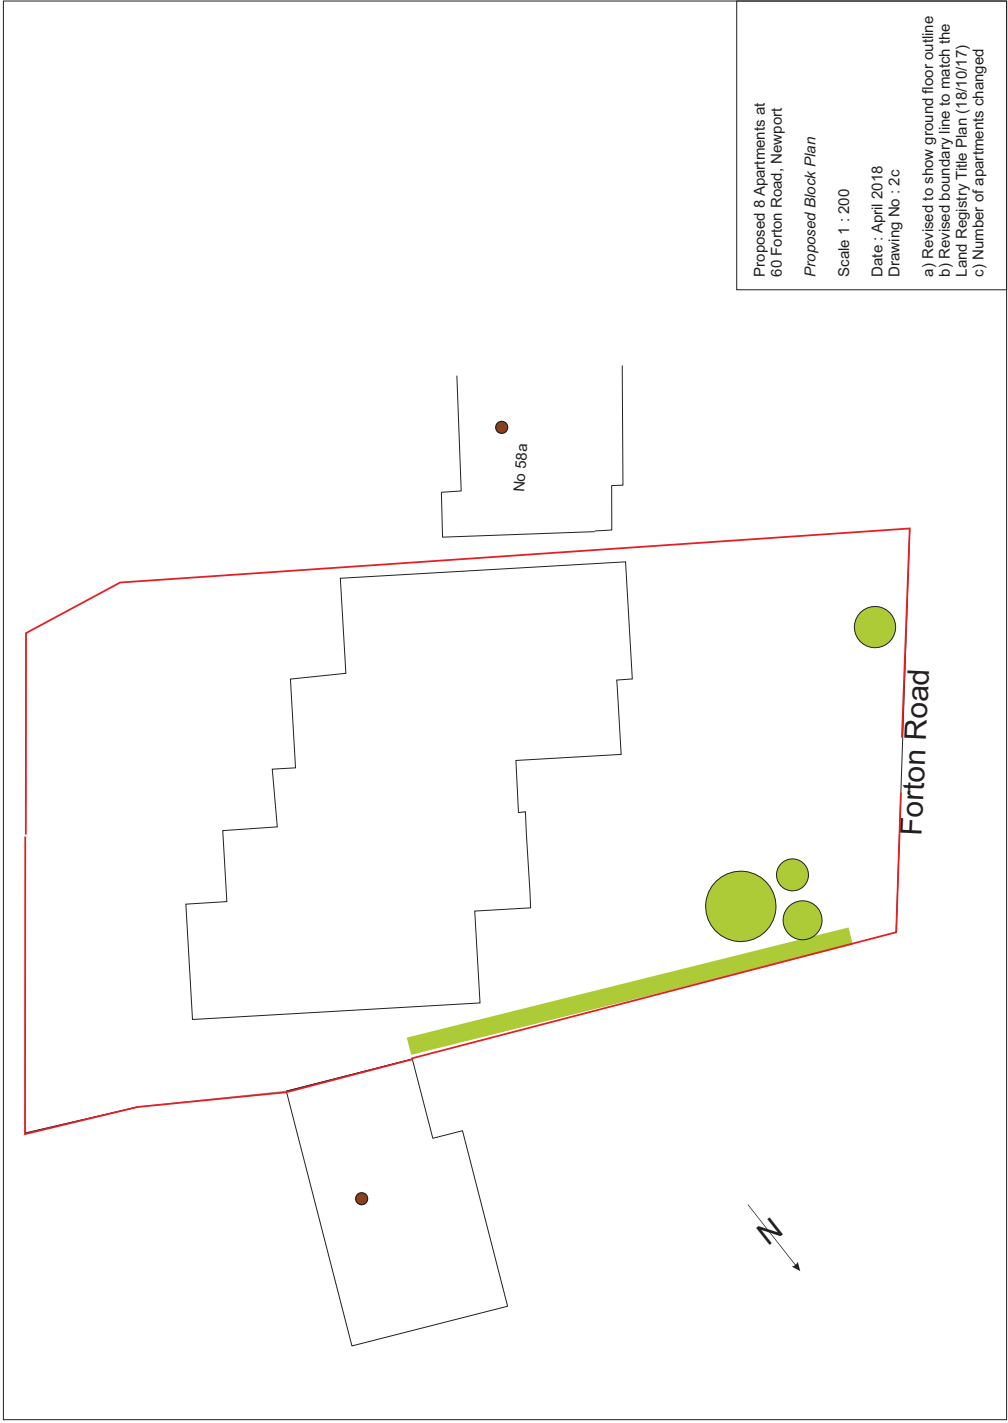 Proposed 8 Apartments at
60 Forton Road, Newport
Proposed Block Plan
Scale 1 : 200
Date : April 2018
Drawing No : 2c
a) Revised to show ground floor outline
b) Revised boundary line to match the
Land Registry Title Plan (18/10/17)
c) Number of apartments changed
No 58a
Forton Road
N